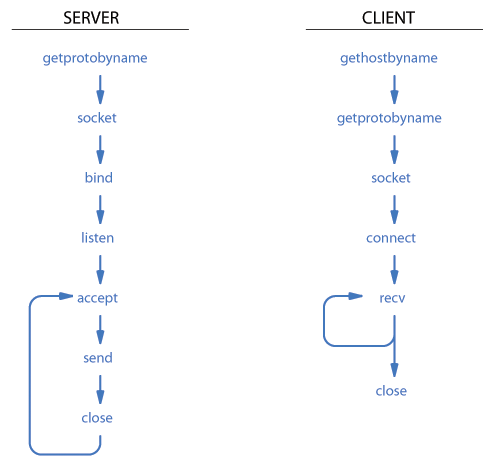 SERVER
getprotobyname
socket
bind
listen
accept
send
close
CLIENT
gethostbyname
getprotobyname
socket
connect
recv
close